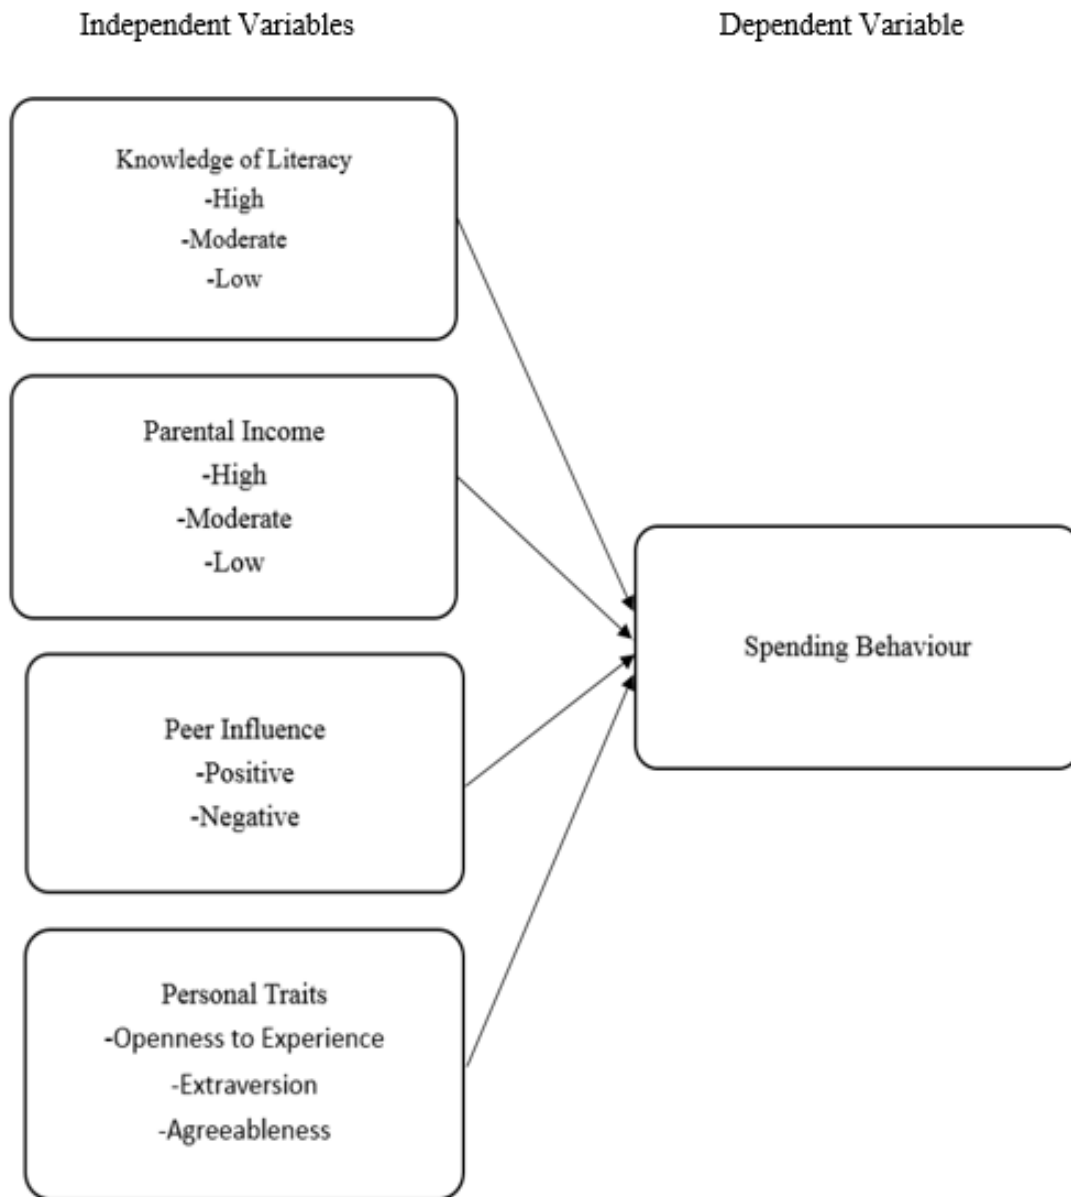 Independent Variables
Dependent Variable
Knowledge of Literacy
-High
-Moderate
-Low
Parental Income
-High
-Moderate
-Low
Peer Influence
-Positive
-Negative
Personal Traits
-Openness to Experience
-Extraversion
-Agreeableness
Spending Behaviour